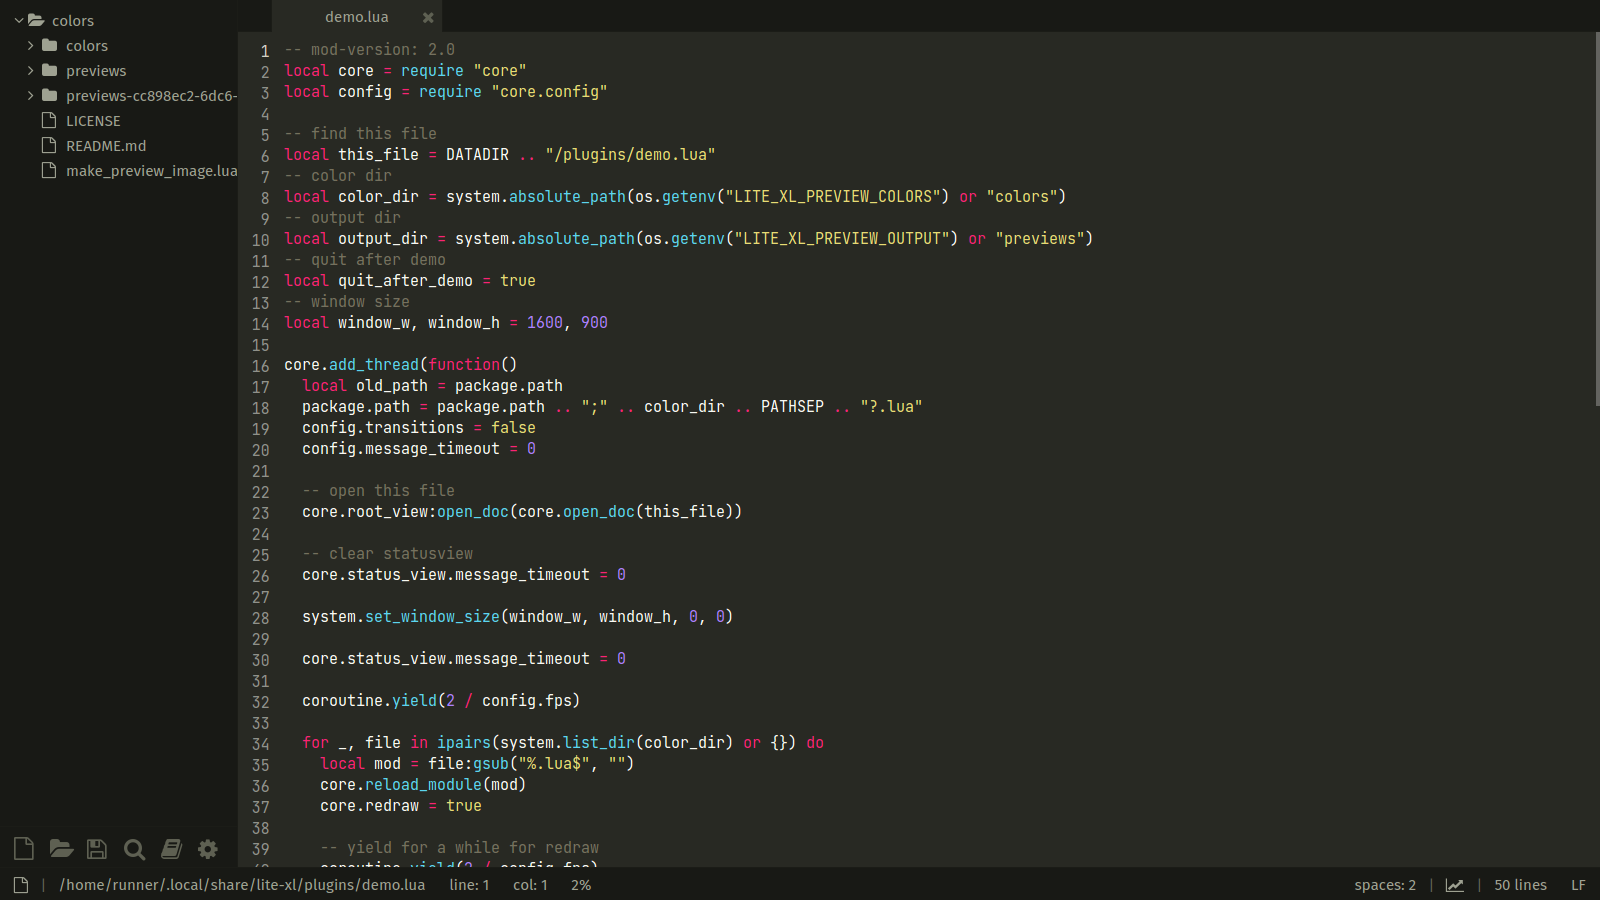 colors
colors
previews
previews-cc898ec2-6dc6-
LICENSE
README.md
make_preview_image.lua
demo.lua
1 -- mod-version: 2.0
2 local core = require "core"
3 local config = require "core.config"
4
5 -- find this file
6 local this_file = DATADIR .. "/plugins/demo.lua"
7 -- color dir
8 local color_dir = system.absolute_path(os.getenv("LITE_XL_PREVIEW_COLORS") or "colors")
9 -- output dir
10 local output_dir = system.absolute_path(os.getenv("LITE_XL_PREVIEW_OUTPUT") or "previews")
11 -- quit after demo
12 local quit_after_demo = true
13 -- window size
14 local window_w, window_h = 1600, 900
15
16 core.add_thread(function()
17   local old_path = package.path
18   package.path = package.path .. ";" .. color_dir .. PATHSEP .. "?.lua"
19   config.transitions = false
20   config.message_timeout = 0
21
22   -- open this file
23   core.root_view:open_doc(core.open_doc(this_file))
24
25   -- clear statusview
26   core.status_view.message_timeout = 0
27
28   system.set_window_size(window_w, window_h, 0, 0)
29
30   core.status_view.message_timeout = 0
31
32   coroutine.yield(2 / config.fps)
33
34   for _, file in ipairs(system.list_dir(color_dir) or {}) do
35     local mod = file:gsub("%.lua$", "")
36     core.reload_module(mod)
37     core.redraw = true
38
39     -- yield for a while for redraw
40     coroutine.yield(2 / config.fps)
/home/runner/.local/share/lite-xl/plugins/demo.lua line: 1 col: 1 2% spaces: 2 50 lines LF